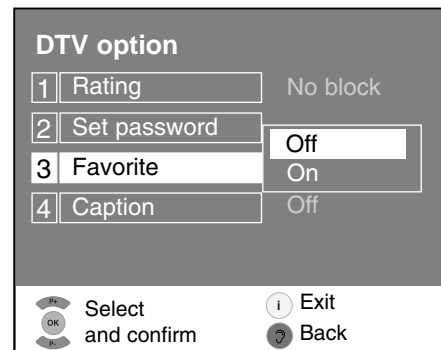 DTV option
1 Rating No block
2 Set password
Off
3 Favorite
On
4 Caption Off
P+
OK
P-
Select
and confirm
i Exit
Back